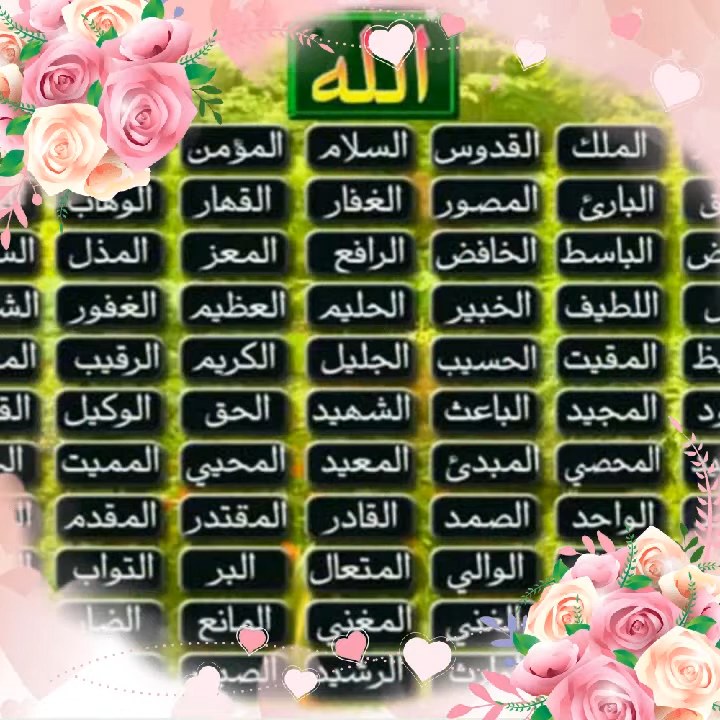 الله
الملك القدوس السلام المؤمن
البارئ المصور الغفار القهار الوهاب
الباسط الخافض الرافع المعز المذل
اللطيف الخبير الحليم العظيم الغفور
المقيت الحسيب الجليل الكريم الرقيب
المجيد الباعث الشهيد الحق الوكيل
المحصي المبدئ المعيد المحيي المميت
الواحد الصمد القادر المقتدر المقدم
الوالي المتعال البر التواب
المغني المانع الضار
الرشيد